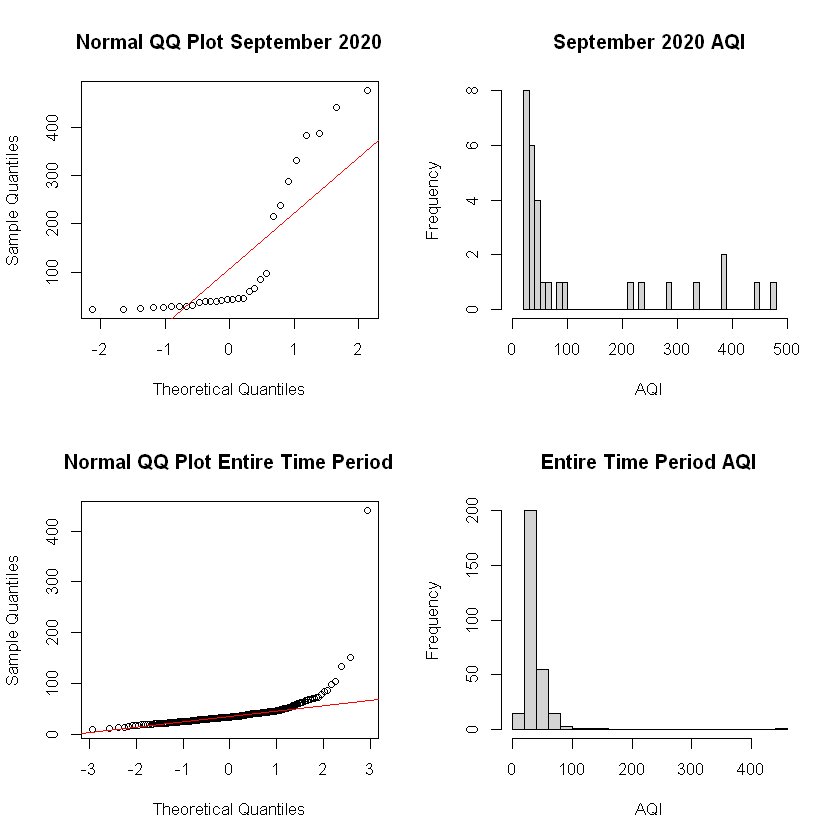 Normal QQ Plot September 2020
Sample Quantiles
100 200 300 400
-2 -1 0 1 2
Theoretical Quantiles
September 2020 AQI
Frequency
0 2 4 6 8
0 100 200 300 400 500
AQI
Normal QQ Plot Entire Time Period
Sample Quantiles
0 100 200 300 400
-3 -2 -1 0 1 2 3
Theoretical Quantiles
Entire Time Period AQI
Frequency
0 50 100 150 200
0 100 200 300 400
AQI